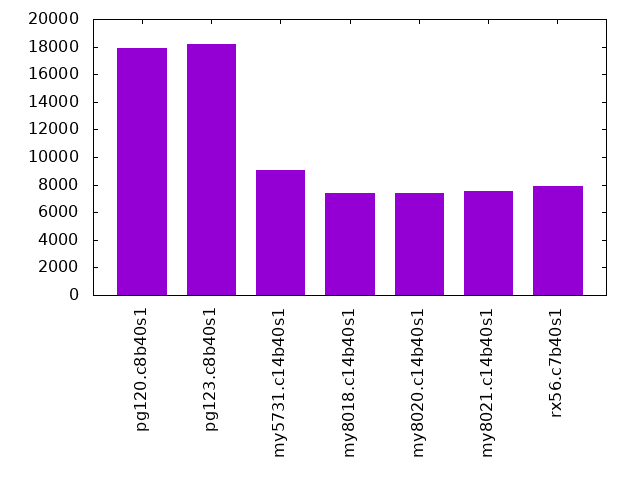 20000
18000
16000
14000
12000
10000
8000
6000
4000
2000
0
pg120.c8b40s1
pg123.c8b40s1
my5731.c14b40s1
my8018.c14b40s1
my8020.c14b40s1
my8021.c14b40s1
rx56.c7b40s1